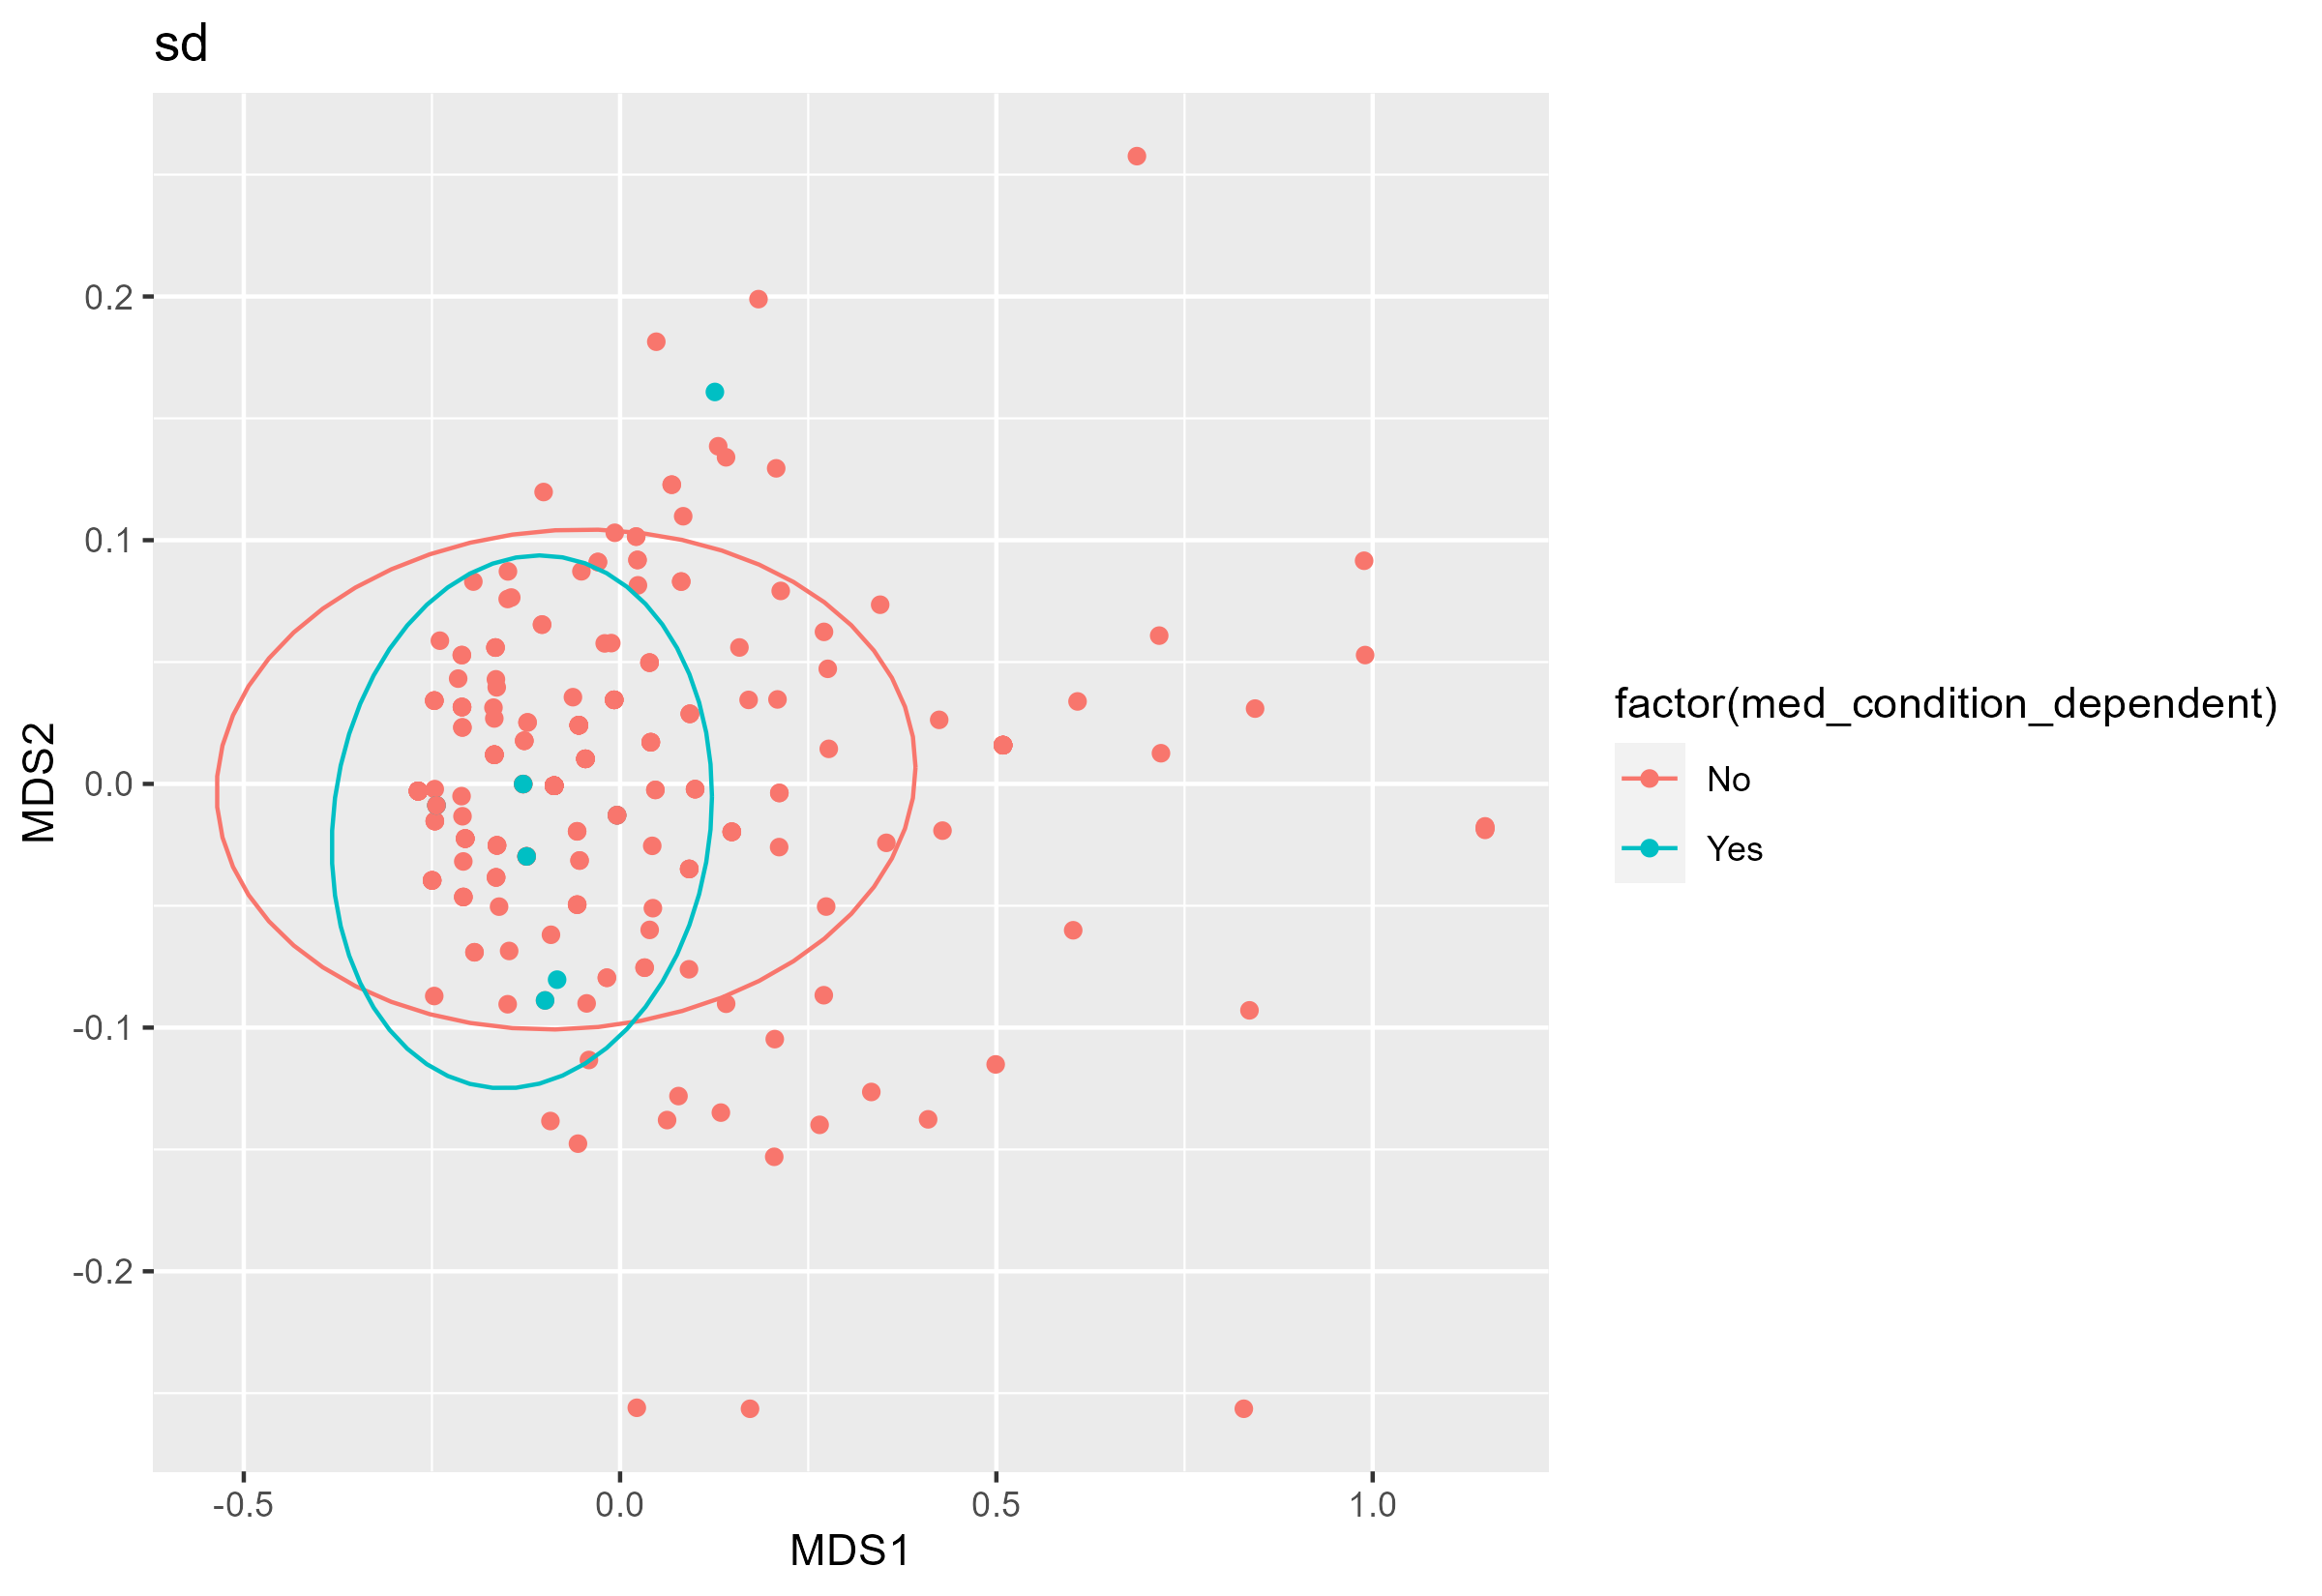 sd
0.2
0.1
0.0
-0.1
-0.2
MDS2
-0.5
0.0
0.5
1.0
MDS1
factor(med_condition_dependent)
No
Yes